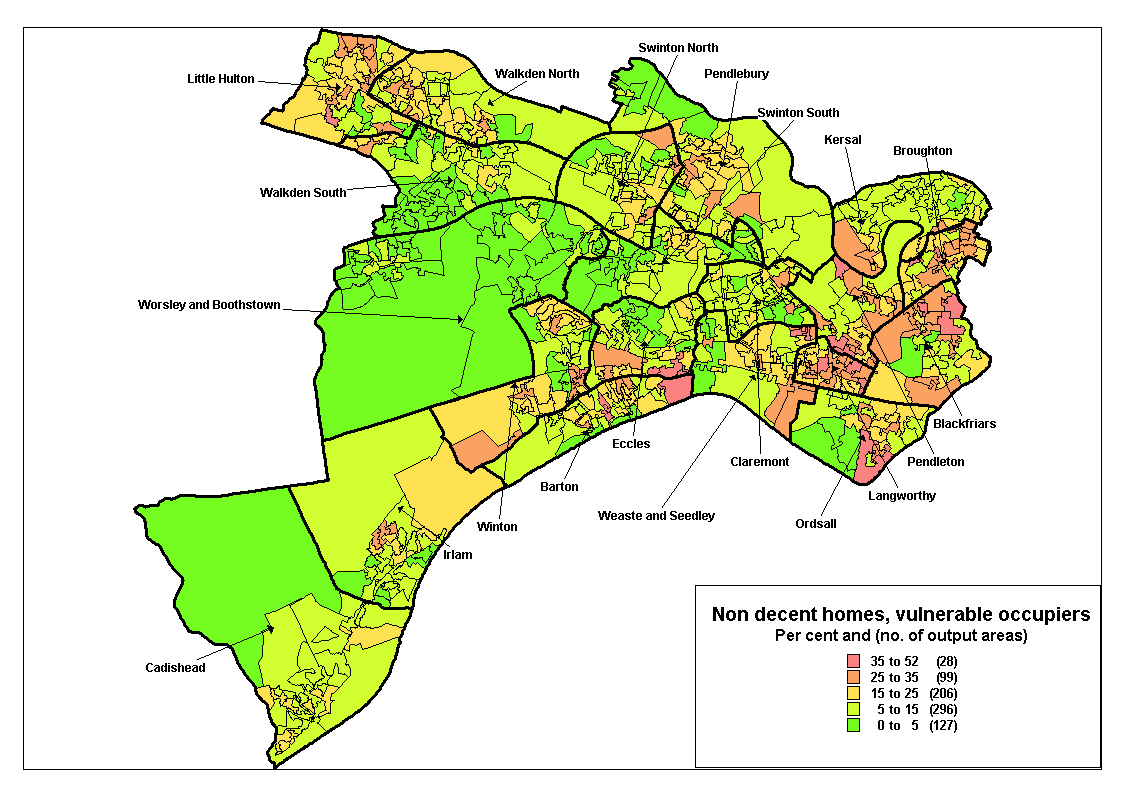 Swinton North
Little Hulton
Walkden North
Pendlebury
Swinton South
Kersal
Broughton
Walkden South
Worsley and Boothstown
Blackfriars
Eccles
Claremont
Pendleton
Barton
Langworthy
Weaste and Seedley
Ordsall
Winton
Irlam
Cadishead
Non decent homes, vulnerable occupiers
Per cent and (no. of output areas)
35 to 52 (28)
25 to 35 (99)
15 to 25 (206)
5 to 15 (296)
0 to 5 (127)